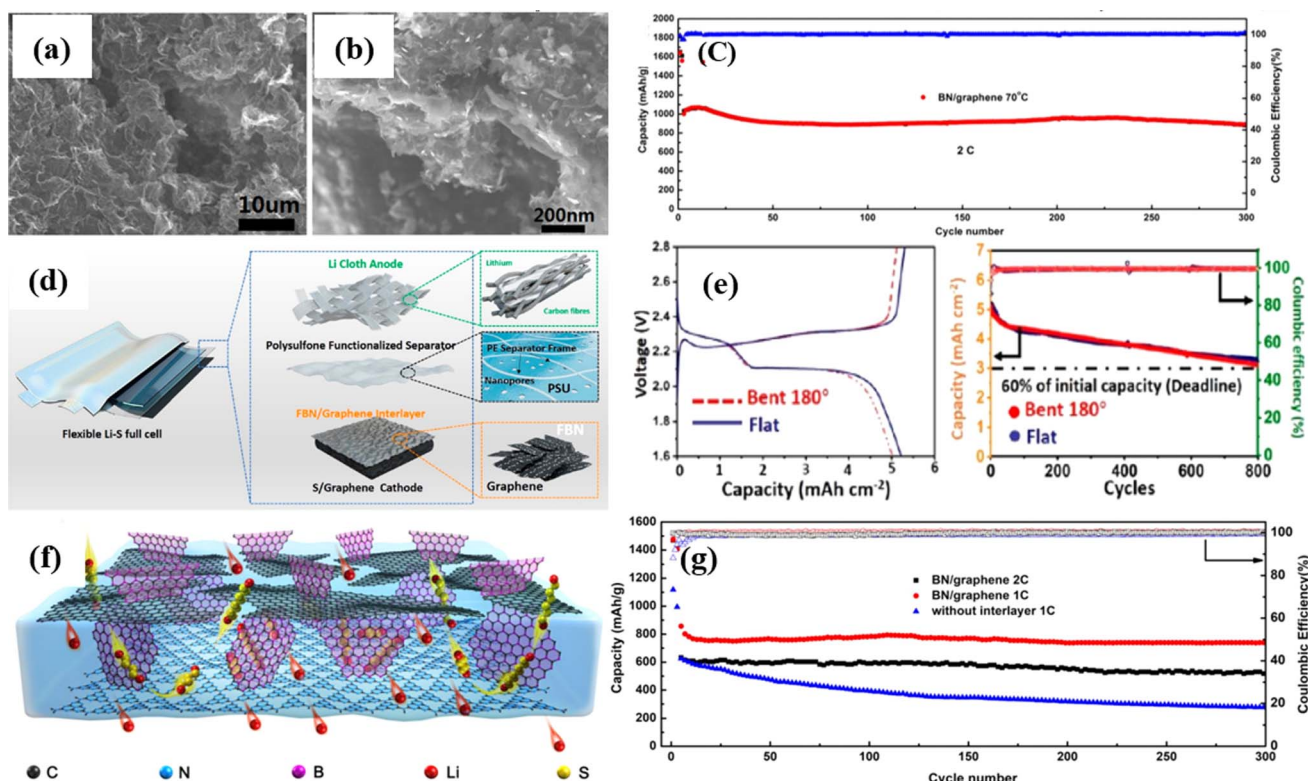 (a)
10um
(b)
200nm
(C)
2000
1800
1600
1400
1200
1000
800
600
400
200
0
Capacity (mAh/g)
100
80
60
40
20
0
Coulombic Efficiency(%)
BN/graphene 70°C
2 C
0 50 100 150 200 250 300
Cycle number
(d)
Flexible Li-S full cell
Li Cloth Anode
Lithium
Carbon fibres
Polysulfone Functionalized Separator
PE Separator Frame
Nanopores
PSU
FBN/Graphene Interlayer
FBN
Graphene
S/Graphene Cathode
(e)
2.8
2.6
2.4
2.2
2.0
1.8
1.6
Voltage (V)
Bent 180°
Flat
0 1 2 3 4 5 6
Capacity (mAh cm⁻²)
7
6
5
4
3
2
1
0
Capacity (mAh cm⁻²)
100
80
60
40
20
0
Columbic efficiency (%)
60% of initial capacity (Deadline)
Bent 180°
Flat
0 200 400 600 800
Cycles
(f)
C N B Li S
(g)
1600
1400
1200
1000
800
600
400
200
0
Capacity (mAh/g)
100
80
60
40
20
0
Coulombic Efficiency(%)
BN/graphene 2C
BN/graphene 1C
without interlayer 1C
0 50 100 150 200 250 300
Cycle number